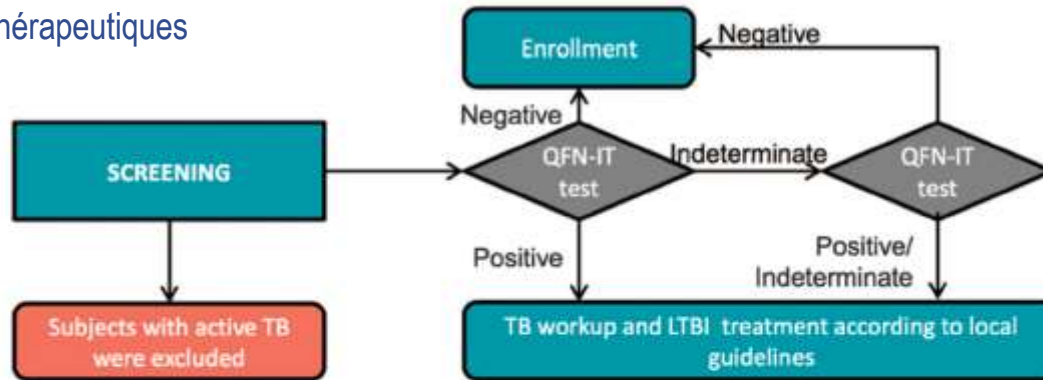 hérapeutiques
Enrollment
Negative
Negative
SCREENING
QFN-IT
test
Indeterminate
QFN-IT
test
Positive
Positive/
Indeterminate
Subjects with active TB
were excluded
TB workup and LTBI treatment according to local
guidelines